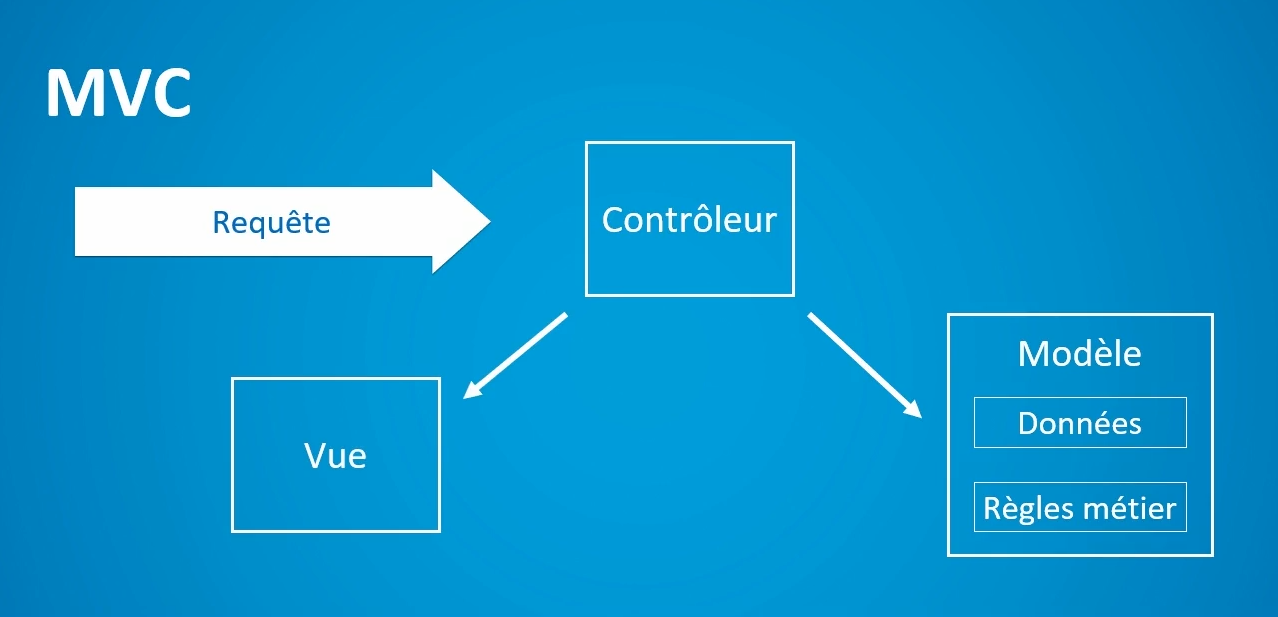 MVC
Requête
Contrôleur
Vue
Modèle
Données
Règles métier